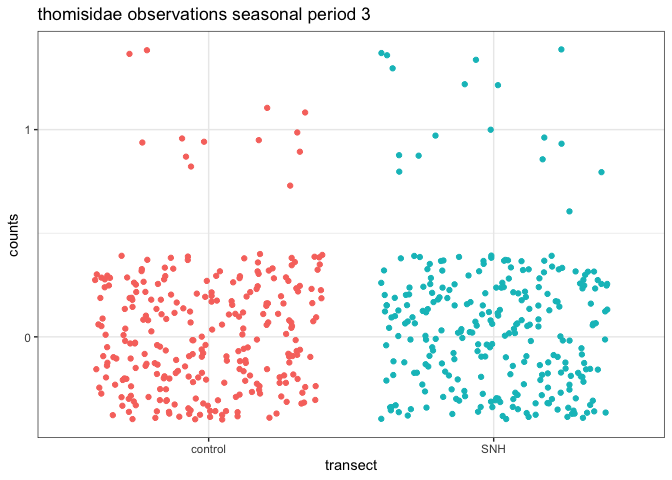 thomisidae observations seasonal period 3
counts
1
0
control
SNH
transect